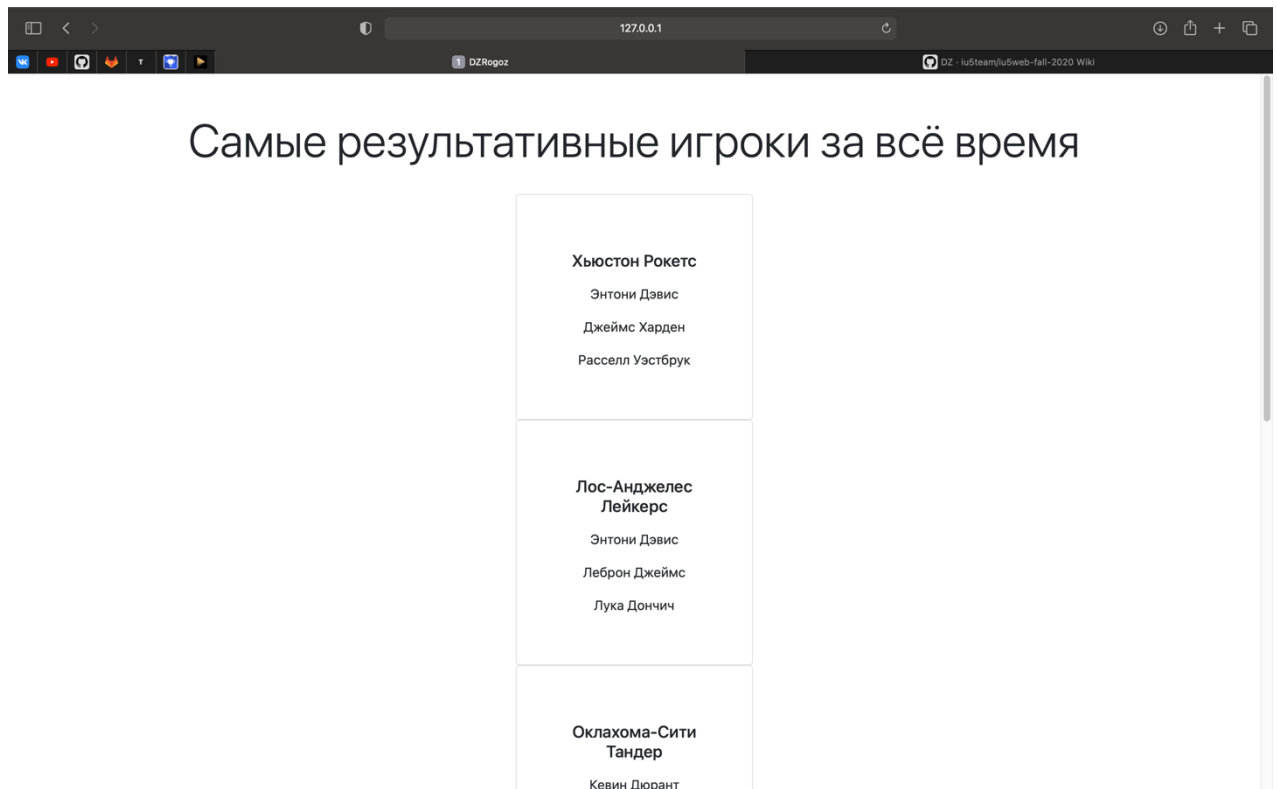 127.0.0.1
T
1 DZRogoz
DZ · iu5team/iu5web-fall-2020 Wiki
Самые результативные игроки за всё время
Хьюстон Рокетс
Энтони Дэвис
Джеймс Харден
Расселл Уэстбрук
Лос-Анджелес
Лейкерс
Энтони Дэвис
Леброн Джеймс
Лука Дончич
Оклахома-Сити
Тандер
Кевин Дюрант